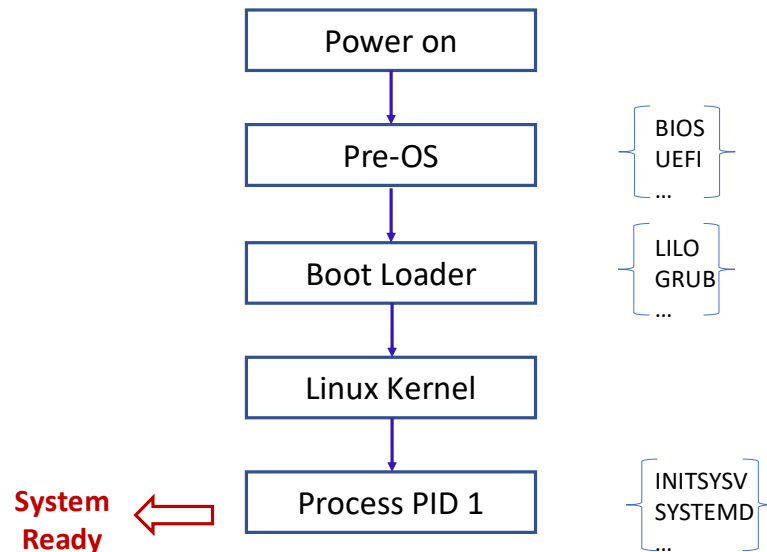 Power on
Pre-OS
BIOS
UEFI
...
Boot Loader
LILO
GRUB
...
Linux Kernel
Process PID 1
INITSYSV
SYSTEMD
...
System
Ready